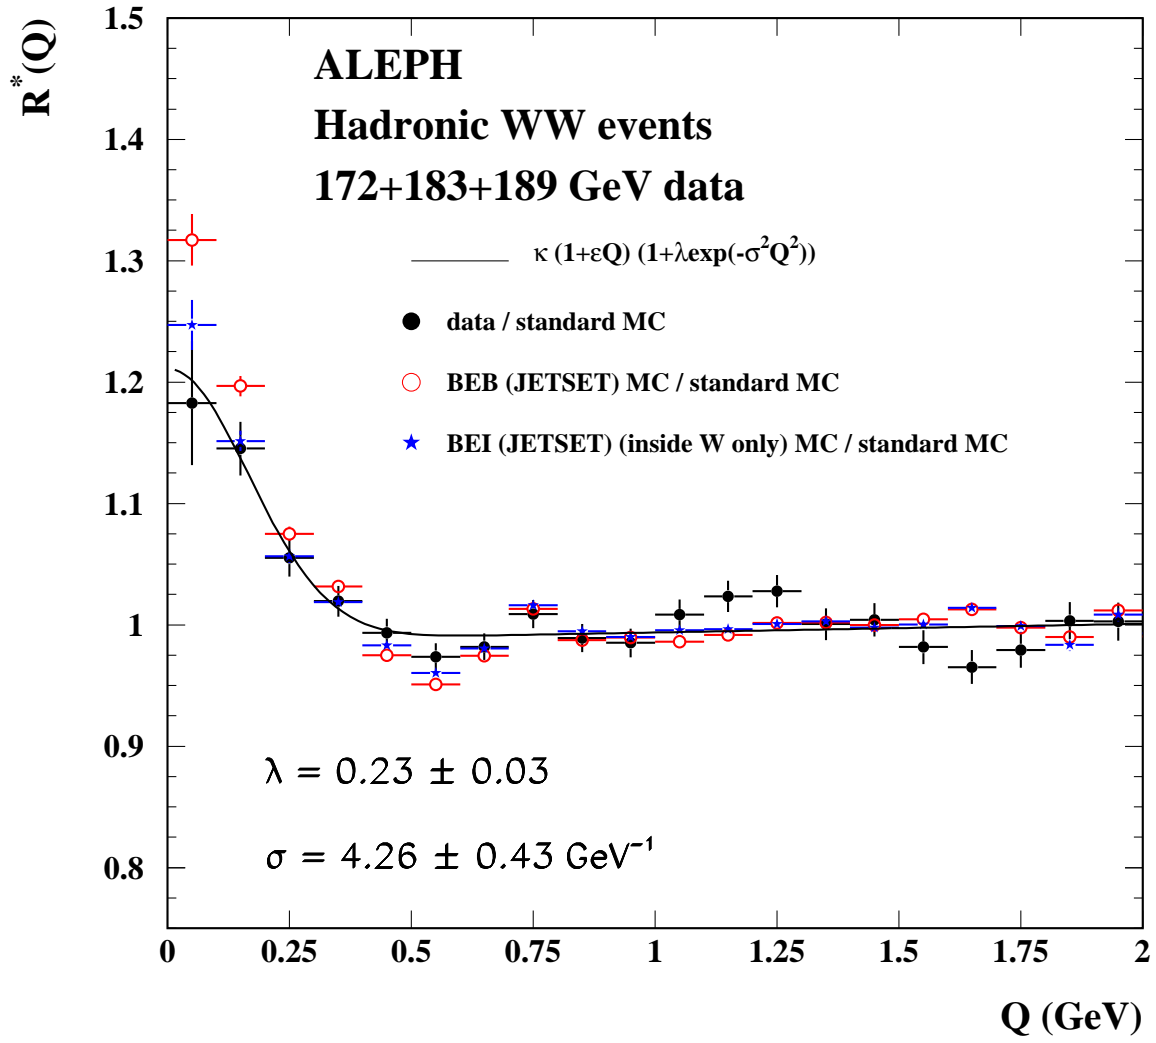 R*(Q)
1.5
1.4
1.3
1.2
1.1
1
0.9
0.8
ALEPH
Hadronic WW events
172+183+189 GeV data
κ (1+εQ) (1+λexp(-σ²Q²))
data / standard MC
BEB (JETSET) MC / standard MC
BEI (JETSET) (inside W only) MC / standard MC
λ = 0.23 ± 0.03
σ = 4.26 ± 0.43 GeV⁻¹
0 0.25 0.5 0.75 1 1.25 1.5 1.75 2
Q (GeV)